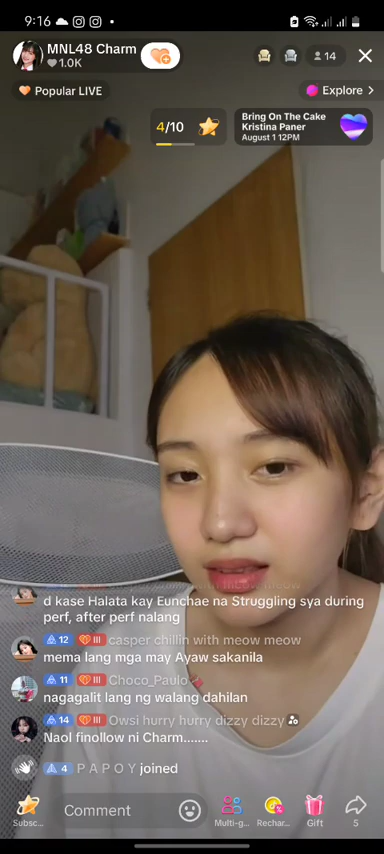 9:16
MNL48 Charm
1.0K
14
Popular LIVE
Explore >
4/10
Bring On The Cake
Kristina Paner
August 1 12PM
d kase Halata kay Eunchae na Struggling sya during
perf, after perf nalang
12 III casper chillin with meow meow
mema lang mga may Ayaw sakanila
11 III Choco_Paulo
nagagalit lang ng walang dahilan
14 III Owsi hurry hurry dizzy dizzy
Naol finollow ni Charm.......
4 P A P O Y joined
Subsc...
Comment
Multi-g...
Rechar...
Gift
5